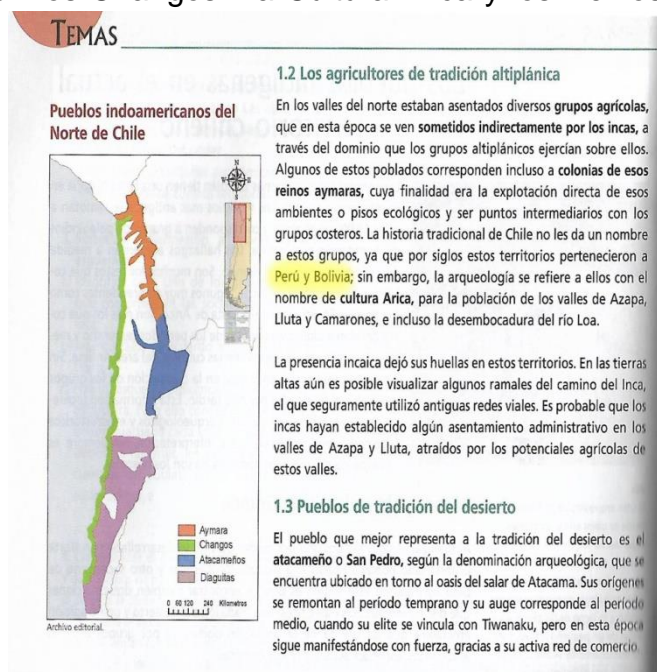 TEMAS
Pueblos indoamericanos del
Norte de Chile
N
Aymara
Changos
Atacameños
Diaguitas
0 60 120 240 Kilometros
Archivo editorial.
1.2 Los agricultores de tradición altiplánica
En los valles del norte estaban asentados diversos grupos agrícolas,
que en esta época se ven sometidos indirectamente por los incas, a
través del dominio que los grupos altiplánicos ejercían sobre ellos.
Algunos de estos poblados corresponden incluso a colonias de esos
reinos aymaras, cuya finalidad era la explotación directa de esos
ambientes o pisos ecológicos y ser puntos intermediarios con los
grupos costeros. La historia tradicional de Chile no les da un nombre
a estos grupos, ya que por siglos estos territorios pertenecieron a
Perú y Bolivia; sin embargo, la arqueología se refiere a ellos con el
nombre de cultura Arica, para la población de los valles de Azapa,
Lluta y Camarones, e incluso la desembocadura del río Loa.
La presencia incaica dejó sus huellas en estos territorios. En las tierras
altas aún es posible visualizar algunos ramales del camino del Inca,
el que seguramente utilizó antiguas redes viales. Es probable que los
incas hayan establecido algún asentamiento administrativo en los
valles de Azapa y Lluta, atraídos por los potenciales agrícolas de
estos valles.
1.3 Pueblos de tradición del desierto
El pueblo que mejor representa a la tradición del desierto es el
atacameño o San Pedro, según la denominación arqueológica, que se
encuentra ubicado en torno al oasis del salar de Atacama. Sus orígenes
se remontan al período temprano y su auge corresponde al período
medio, cuando su elite se vincula con Tiwanaku, pero en esta época
sigue manifestándose con fuerza, gracias a su activa red de comercio